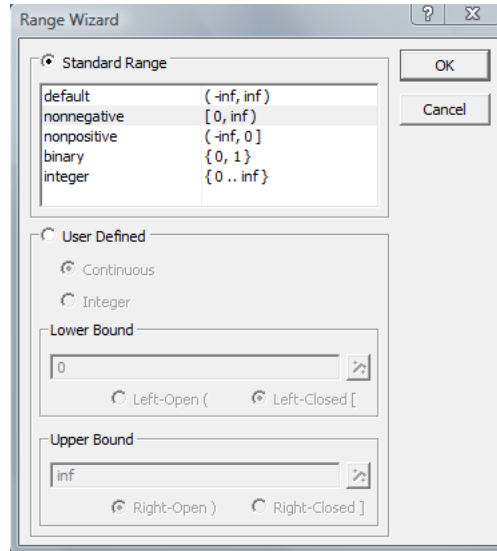 Range Wizard
?
Standard Range
OK
default ( -inf, inf )
nonnegative [ 0, inf )
Cancel
nonpositive ( -inf, 0 ]
binary { 0, 1 }
integer { 0 .. inf }
User Defined
Continuous
Integer
Lower Bound
0
Left-Open ( Left-Closed [
Upper Bound
inf
Right-Open ) Right-Closed ]